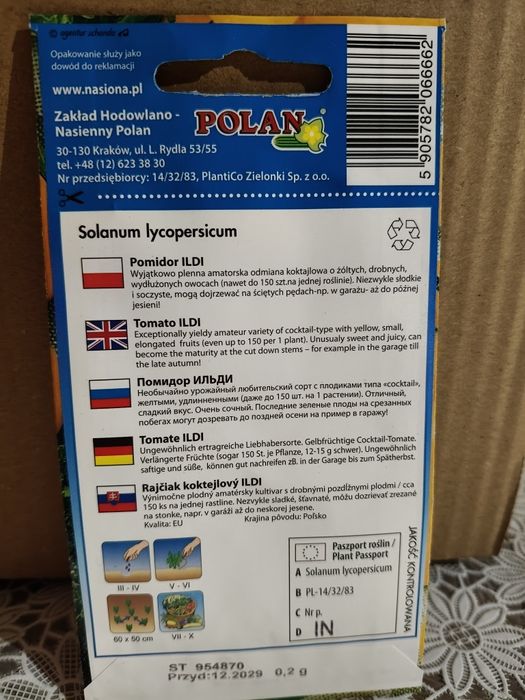 © agentur schanda eQ
Opakowanie służy jako
dowód do reklamacji
www.nasiona.pl
Zakład Hodowlano -
Nasienny Polan
30-130 Kraków, ul. L. Rydla 53/55
tel. +48 (12) 623 38 30
Nr przedsiębiorcy: 14/32/83, PlantiCo Zielonki Sp. z o.o.
POLAN
5 905782 066662
Solanum lycopersicum
Pomidor ILDI
Wyjątkowo plenna amatorska odmiana koktajlowa o żółtych, drobnych,
wydłużonych owocach (nawet do 150 szt.na jednej roślinie). Niezwykle słodkie
i soczyste, mogą dojrzewać na ściętych pędach-np. w garażu- aż do późnej
jesieni!
Tomato ILDI
Exceptionally yieldy amateur variety of cocktail-type with yellow, small,
elongated fruits (even up to 150 per 1 plant). Unusualy sweet and juicy, can
become the maturity at the cut down stems – for example in the garage till
the late autumn!
Помидор ИЛЬДИ
Необычайно урожайный любительский сорт с плодиками типа «cocktail»,
желтыми, удлинненными (даже до 150 шт. на 1 растении). Отличный,
сладкий вкус. Очень сочный. Последние зеленые плоды на срезанных
побегах могут дозревать до поздней осени на пример в гаражу!
Tomate ILDI
Ungewöhnlich ertragreiche Liebhabersorte. Gelbfrüchtige Cocktail-Tomate.
Verlängerte Früchte (sogar 150 St. je Pflanze, 12-15 g schwer). Ungewöhnlich
saftige und süße, können gut nachreifen zB. in der Garage bis zum Spätherbst.
Rajčiak koktejlový ILDI
Výnimočne plodný amatérsky kultivar s drobnými pozdĺžnymi plodmi / cca
150 ks na jednej rastline. Nezvykle sladké, šťavnaté, môžu dozrievať zrezané
na stonke, napr. v garáži až do neskorej jesene.
Kvalita: EU Krajina pôvodu: Poľsko
III - IV
V - VI
60 x 50 cm
VII - X
Paszport roślin /
Plant Passport
A Solanum lycopersicum
B PL-14/32/83
C Nr p.
D IN
JAKOŚĆ KONTROLOWANA
ST 954870
Przyd:12.2029 0,2 g